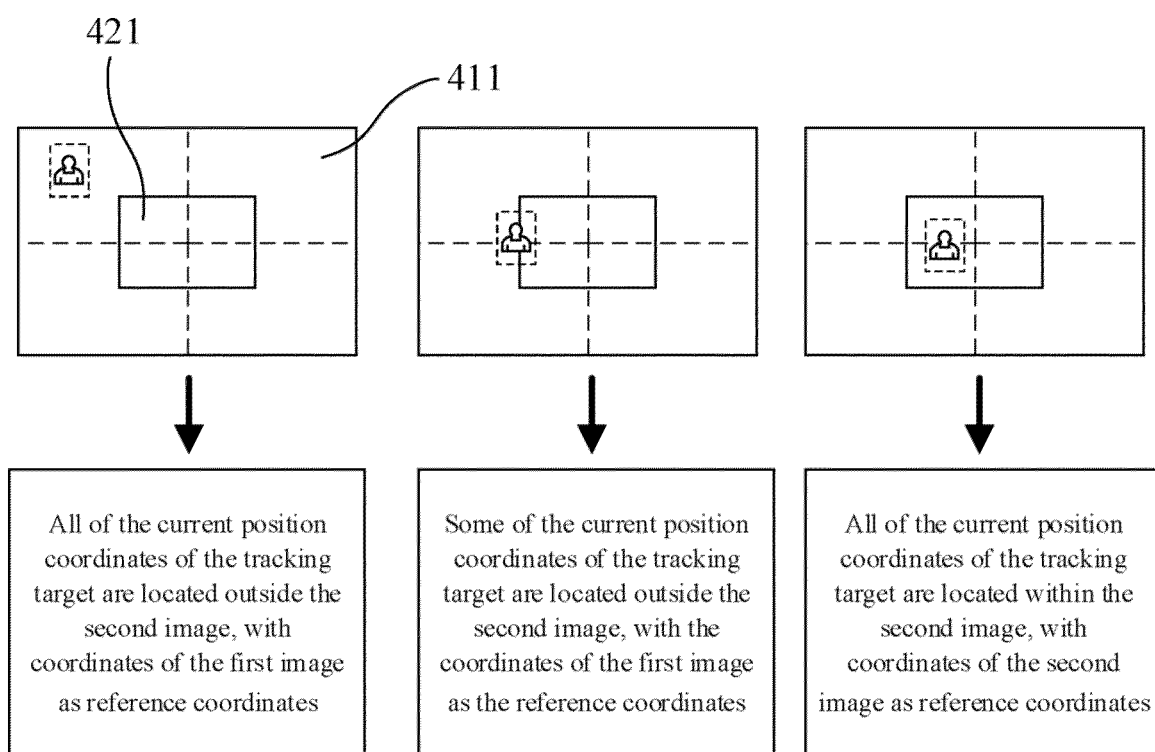 421
411
All of the current position
coordinates of the tracking
target are located outside the
second image, with
coordinates of the first image
as reference coordinates
Some of the current position
coordinates of the tracking
target are located outside the
second image, with the
coordinates of the first image
as the reference coordinates
All of the current position
coordinates of the tracking
target are located within the
second image, with
coordinates of the second
image as reference coordinates